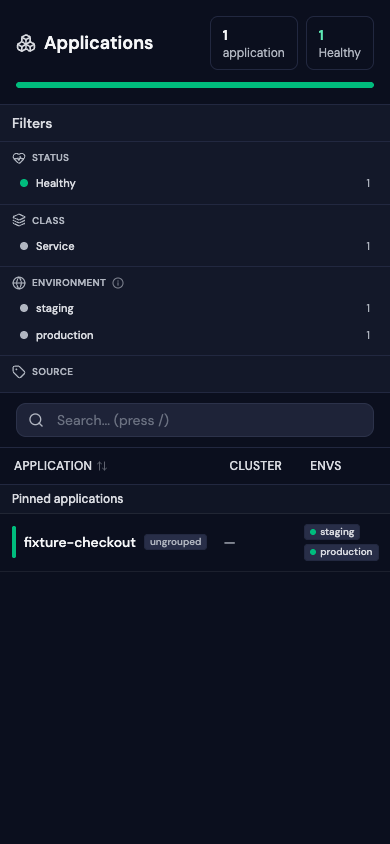 Applications
1
application
1
Healthy
Filters
STATUS
Healthy 1
CLASS
Service 1
ENVIRONMENT
staging 1
production 1
SOURCE
Search... (press /)
APPLICATION CLUSTER ENVS
Pinned applications
fixture-checkout ungrouped — staging
production